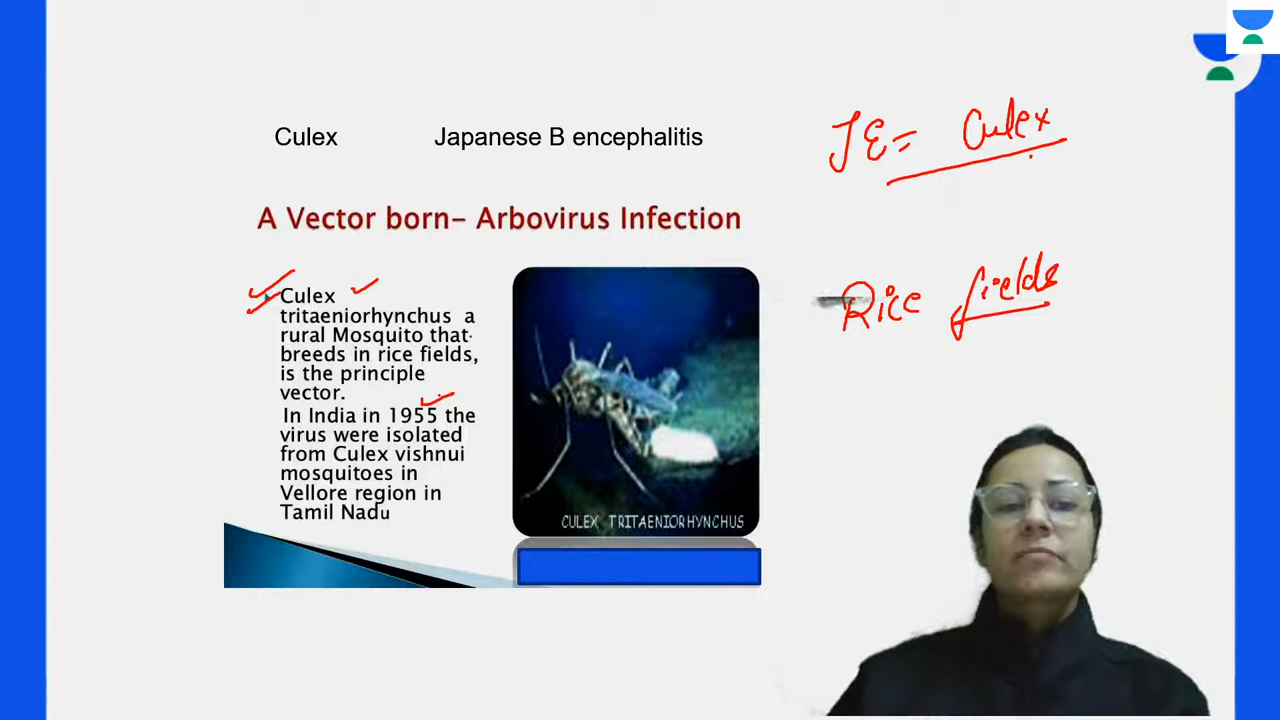 Culex Japanese B encephalitis
JE = Culex
A Vector born- Arbovirus Infection
Culex
tritaeniorhynchus a
rural Mosquito that
breeds in rice fields,
is the principle
vector.
In India in 1955 the
virus were isolated
from Culex vishnui
mosquitoes in
Vellore region in
Tamil Nadu
CULEX TRITAENIORHYNCHUS
Rice fields